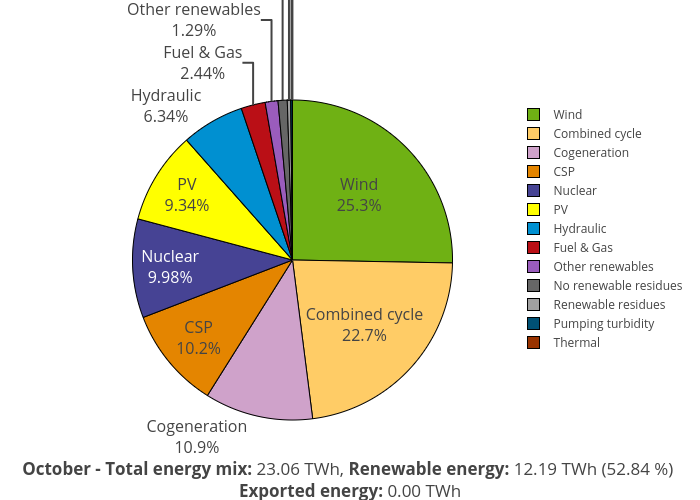 Other renewables
1.29%
Fuel & Gas
2.44%
Hydraulic
6.34%
PV
9.34%
Wind
25.3%
Nuclear
9.98%
Combined cycle
22.7%
CSP
10.2%
Cogeneration
10.9%
Wind
Combined cycle
Cogeneration
CSP
Nuclear
PV
Hydraulic
Fuel & Gas
Other renewables
No renewable residues
Renewable residues
Pumping turbidity
Thermal
October - Total energy mix: 23.06 TWh, Renewable energy: 12.19 TWh (52.84 %)
Exported energy: 0.00 TWh